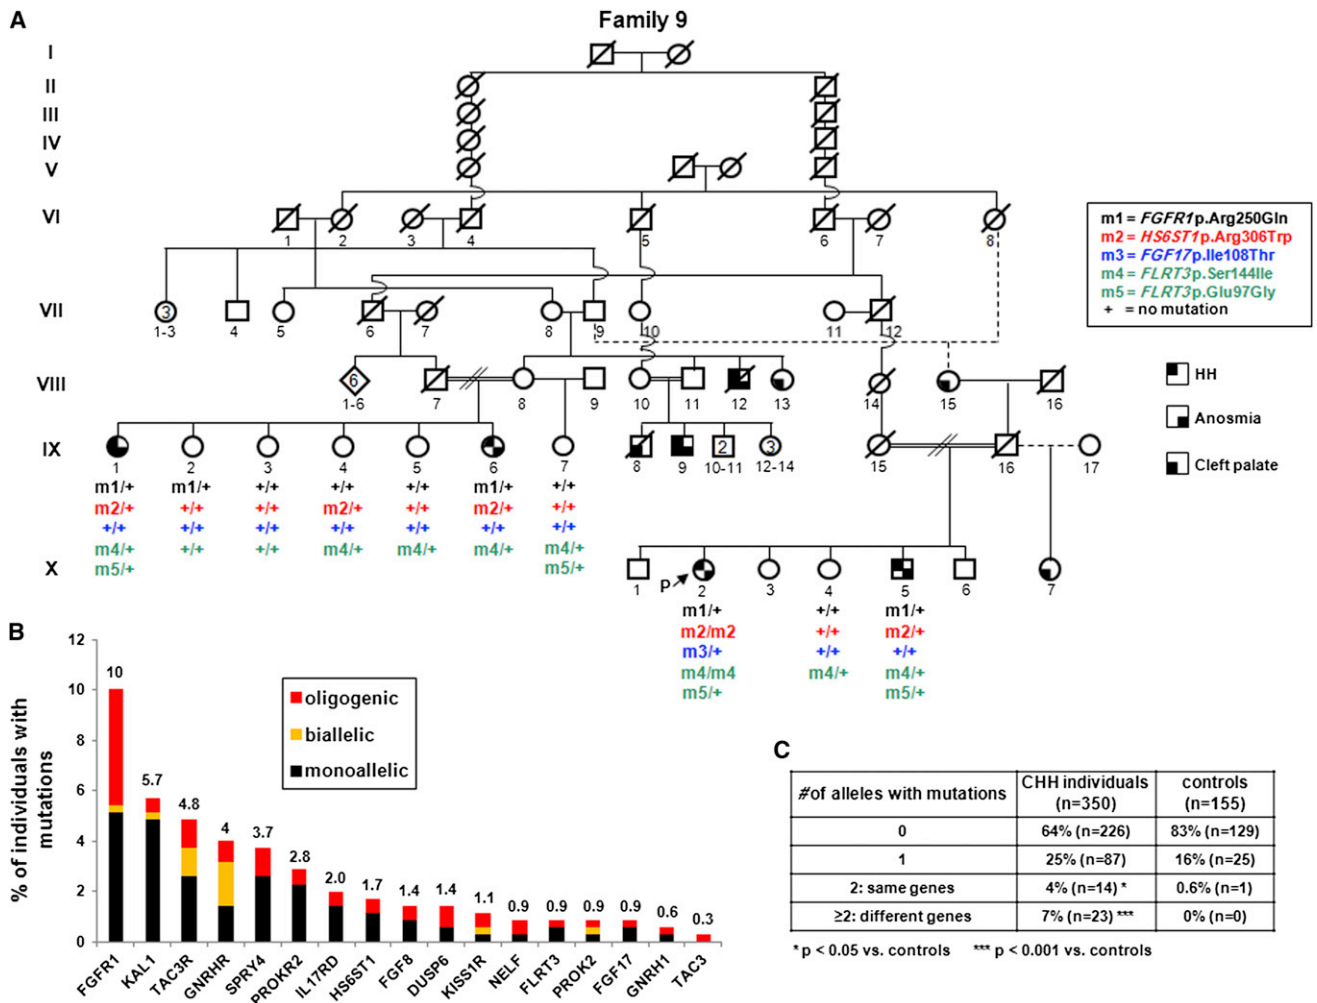 A
Family 9
I
II
III
IV
V
VI
1 2 3 4 5 6 7 8
m1 = FGFR1p.Arg250Gln
m2 = HS6ST1p.Arg306Trp
m3 = FGF17p.Ile108Thr
m4 = FLRT3p.Ser144Ile
m5 = FLRT3p.Glu97Gly
+ = no mutation
VII
3
1-3 4 5 6 7 8 9 10 11 12
HH
Anosmia
Cleft palate
VIII
6
1-6 7 8 9 10 11 12 13 14 15 16
IX
2 3
1 2 3 4 5 6 7 8 9 10-11 12-14 15 16 17
m1/+ m1/+ +/+ +/+ +/+ m1/+ +/+
m2/+ +/+ +/+ m2/+ +/+ m2/+ +/+
+/+ +/+ +/+ +/+ +/+ +/+ +/+
m4/+ +/+ +/+ m4/+ m4/+ m4/+ m4/+
m5/+ m5/+
X
P
1 2 3 4 5 6 7
m1/+ +/+ m1/+
m2/m2 +/+ m2/+
m3/+ +/+ +/+
m4/m4 m4/+ m4/+
m5/+ m5/+
B
% of individuals with mutations
12
10
8
6
4
2
0
10 5.7 4.8 4 3.7 2.8 2.0 1.7 1.4 1.4 1.1 0.9 0.9 0.9 0.9 0.6 0.3
oligogenic
biallelic
monoallelic
FGFR1 KAL1 TAC3R GNRHR SPRY4 PROKR2 IL17RD HS6ST1 FGF8 DUSP6 KISS1R NELF FLRT3 PROK2 FGF17 GNRH1 TAC3
C
#of alleles with mutations CHH individuals (n=350) controls (n=155)
0 64% (n=226) 83% (n=129)
1 25% (n=87) 16% (n=25)
2: same genes 4% (n=14) * 0.6% (n=1)
≥2: different genes 7% (n=23) *** 0% (n=0)
* p < 0.05 vs. controls *** p < 0.001 vs. controls